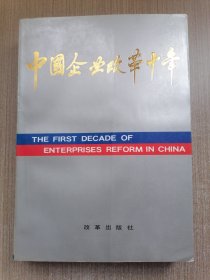 中國企业改革十年
THE FIRST DECADE OF
ENTERPRISES REFORM IN CHINA
改革出版社